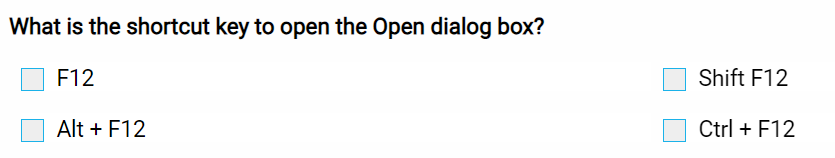 What is the shortcut key to open the Open dialog box?
F12
Shift F12
Alt + F12
Ctrl + F12